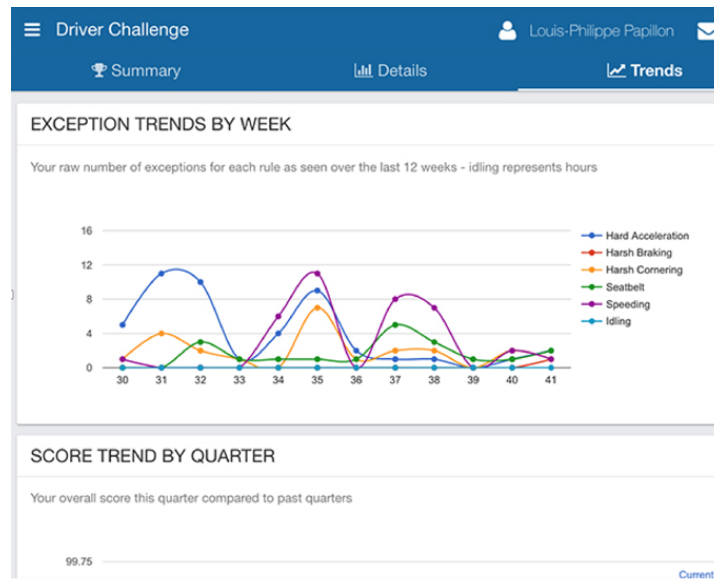 Driver Challenge
Louis-Philippe Papillon
Summary
Details
Trends
EXCEPTION TRENDS BY WEEK
Your raw number of exceptions for each rule as seen over the last 12 weeks - idling represents hours
16
12
8
4
0
30 31 32 33 34 35 36 37 38 39 40 41
Hard Acceleration
Harsh Braking
Harsh Cornering
Seatbelt
Speeding
Idling
SCORE TREND BY QUARTER
Your overall score this quarter compared to past quarters
99.75
Current